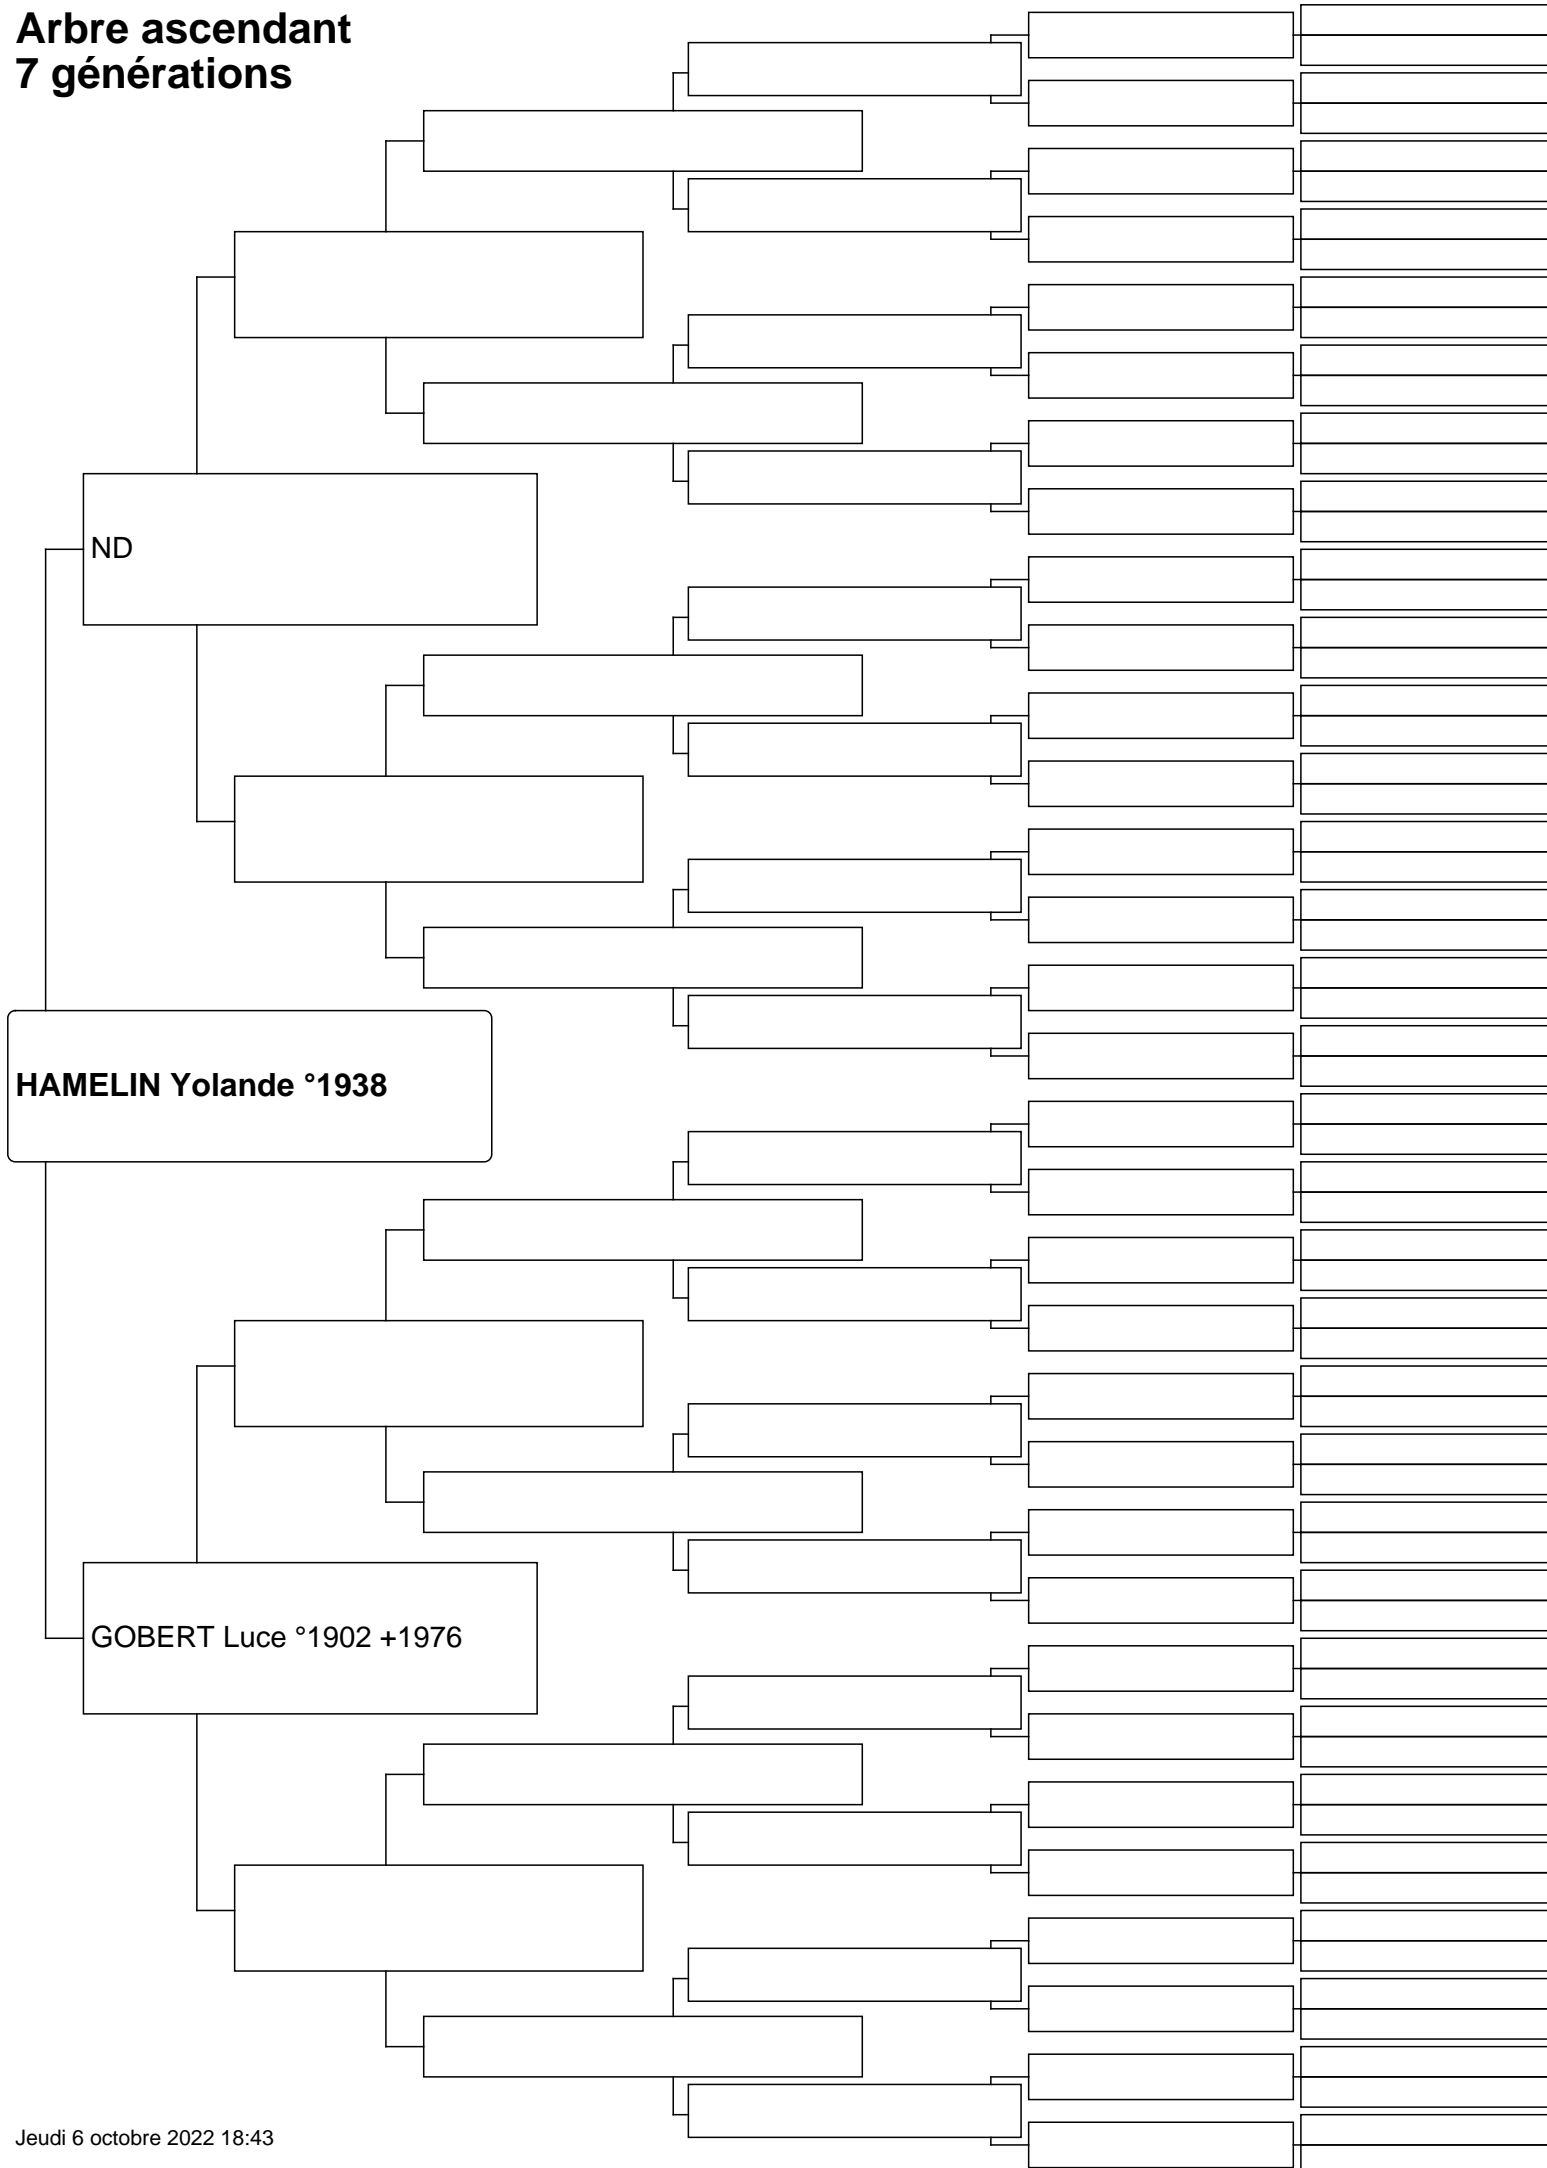 Arbre ascendant
7 générations
ND
HAMELIN Yolande °1938
GOBERT Luce °1902 +1976
Jeudi 6 octobre 2022 18:43